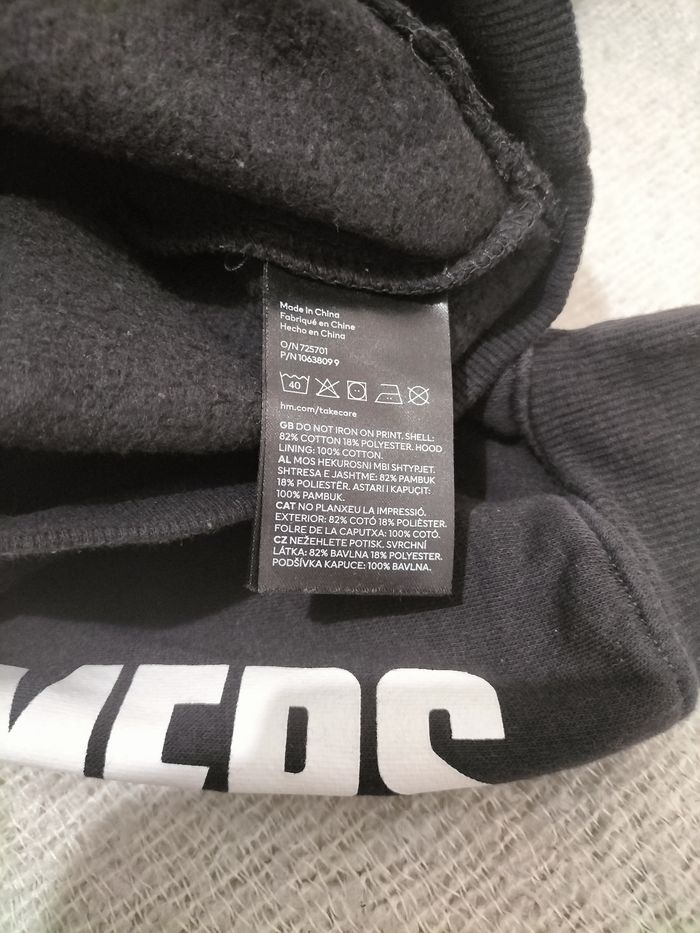 Made in China
Fabriqué en Chine
Hecho en China
O/N 725701
P/N 1063809 9
40
hm.com/takecare
GB DO NOT IRON ON PRINT. SHELL:
82% COTTON 18% POLYESTER. HOOD
LINING: 100% COTTON.
AL MOS HEKUROSNI MBI SHTYPJET.
SHTRESA E JASHTME: 82% PAMBUK
18% POLIESTËR. ASTARI I KAPUÇIT:
100% PAMBUK.
CAT NO PLANXEU LA IMPRESSIÓ.
EXTERIOR: 82% COTÓ 18% POLIÈSTER.
FOLRE DE LA CAPUTXA: 100% COTÓ.
CZ NEŽEHLETE POTISK. SVRCHNÍ
LÁTKA: 82% BAVLNA 18% POLYESTER.
PODŠÍVKA KAPUCE: 100% BAVLNA.